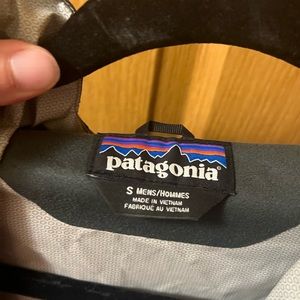 patagonia®
S MENS/HOMMES
MADE IN VIETNAM
FABRIQUÉ AU VIETNAM